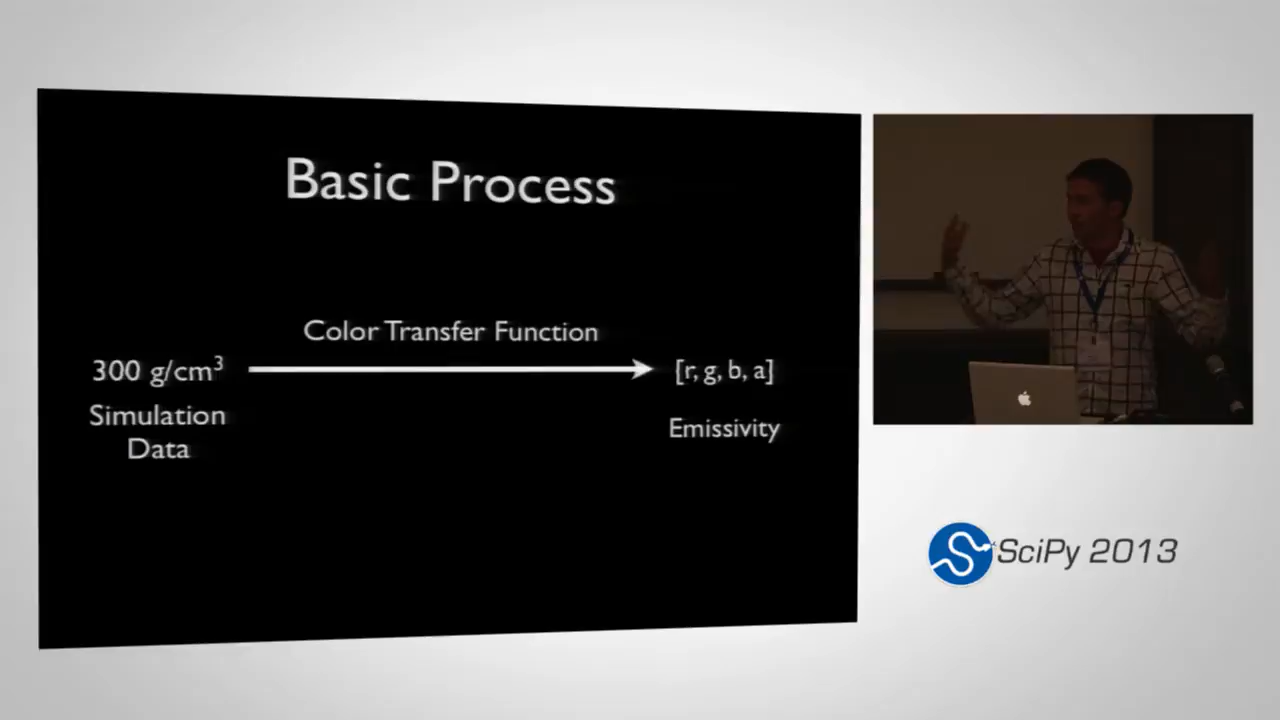 Basic Process
Color Transfer Function
300 g/cm³
[r, g, b, a]
Simulation
Data
Emissivity
SciPy 2013